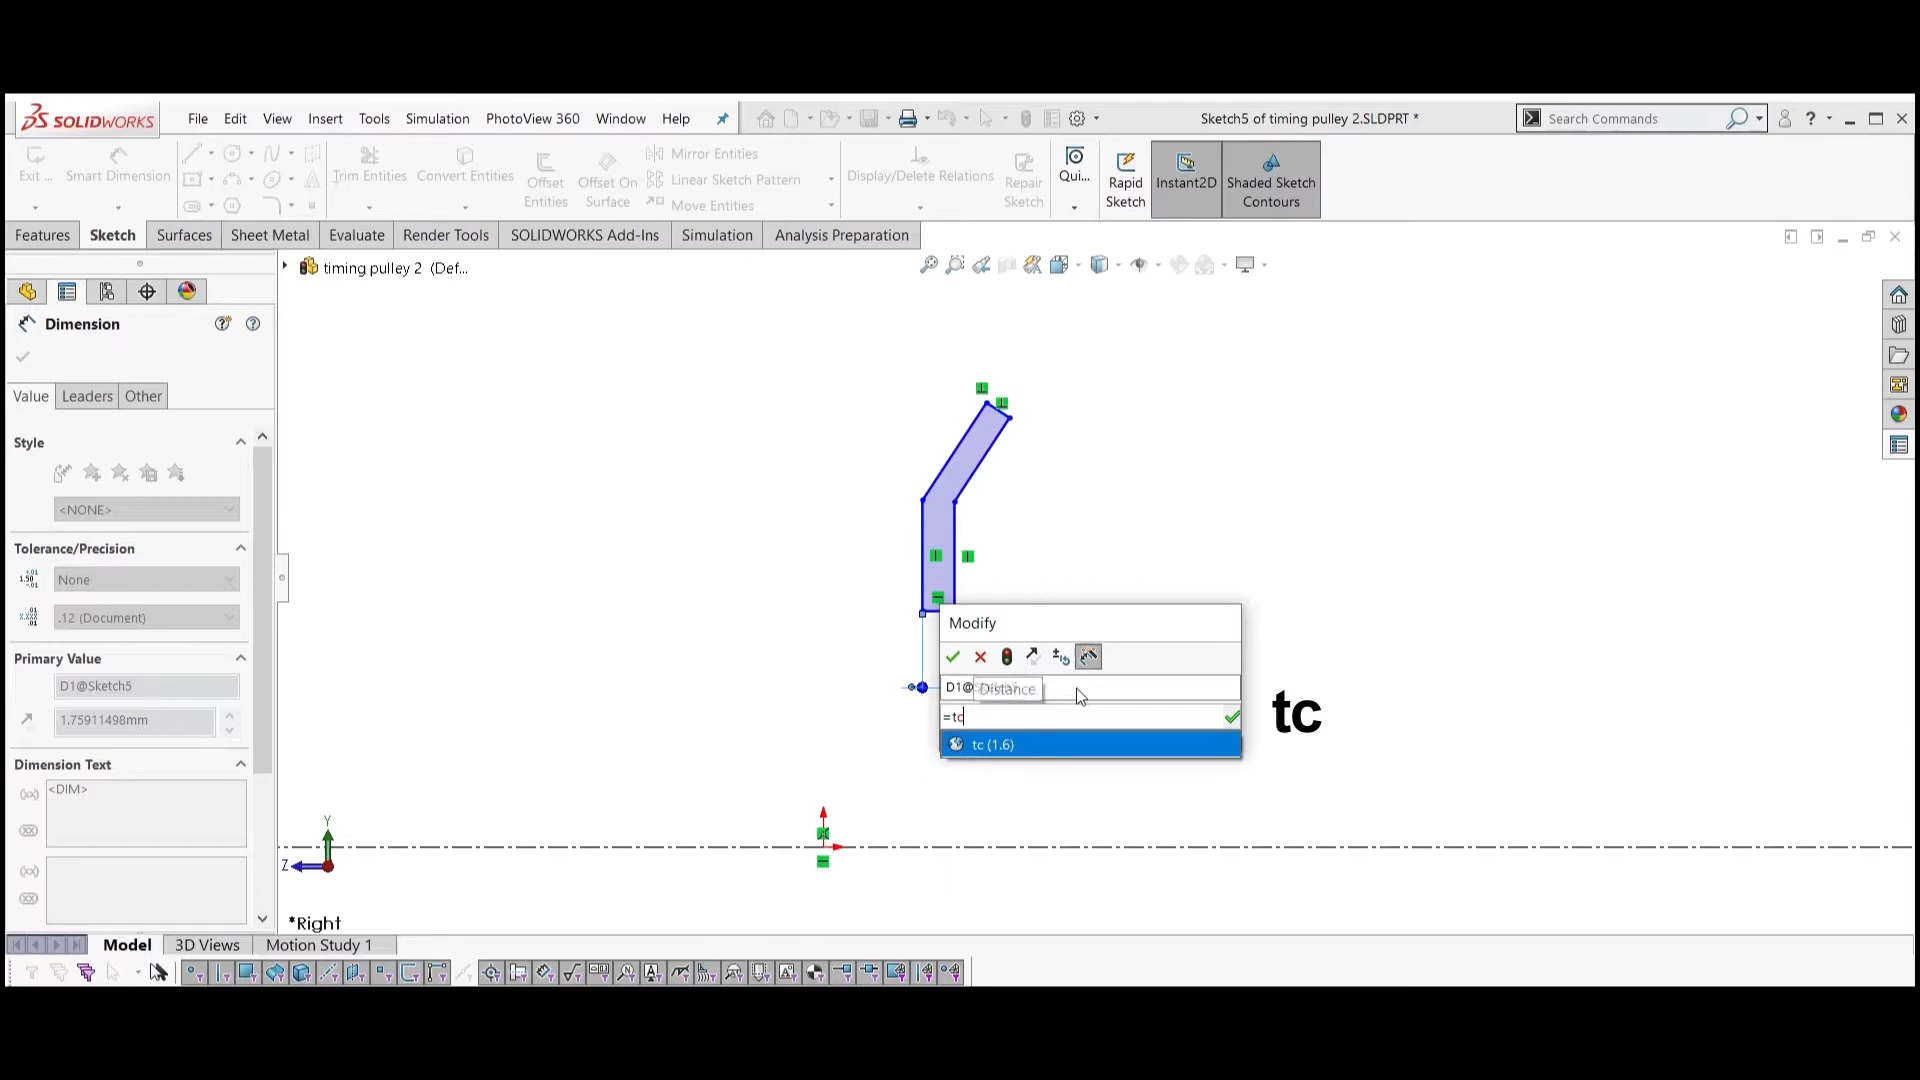 SOLIDWORKS File Edit View Insert Tools Simulation PhotoView 360 Window Help Sketch5 of timing pulley 2.SLDPRT * Search Commands ?
Exit ... Smart Dimension Trim Entities Convert Entities Offset Entities Offset On Surface Mirror Entities Display/Delete Relations Repair Sketch Qui... Rapid Sketch Instant2D Shaded Sketch Contours
Linear Sketch Pattern
Move Entities
Features Sketch Surfaces Sheet Metal Evaluate Render Tools SOLIDWORKS Add-Ins Simulation Analysis Preparation
timing pulley 2 (Def...
Dimension
Value Leaders Other
Style
<NONE>
Tolerance/Precision
None
.12 (Document)
Primary Value
D1@Sketch5
1.75911498mm
Dimension Text
<DIM>
Modify
D1@
Distance
=tc
tc (1.6)
tc
Y
Z
*Right
Model 3D Views Motion Study 1